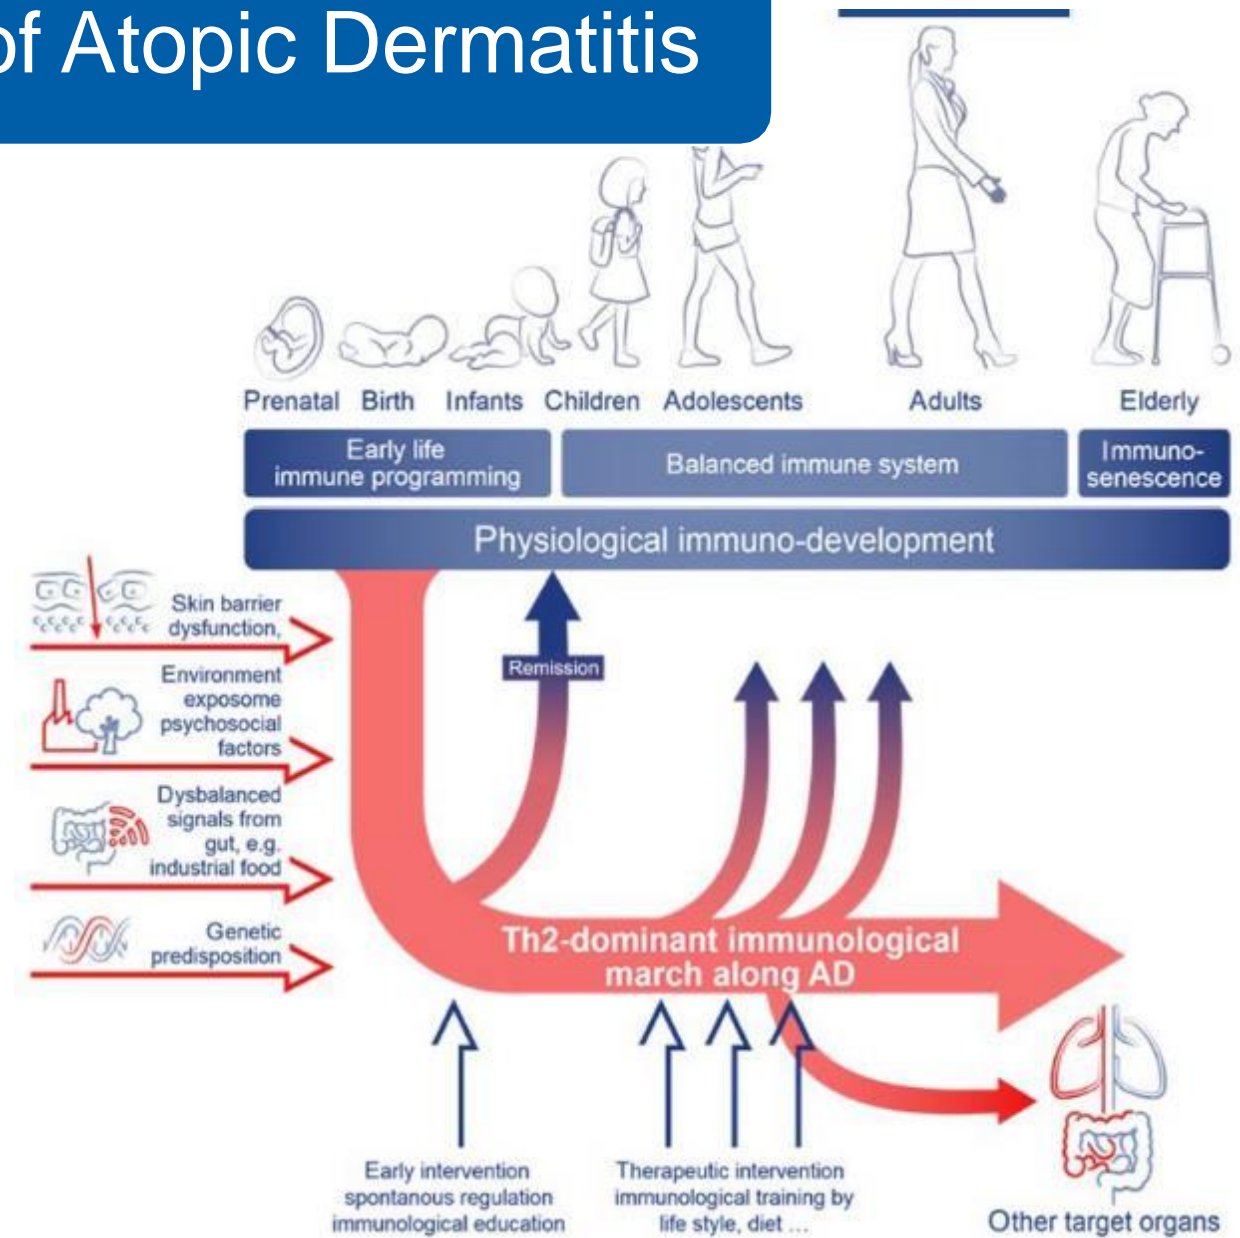 of Atopic Dermatitis
Prenatal Birth Infants Children Adolescents Adults Elderly
Early life
immune programming
Balanced immune system
Immuno-
senescence
Physiological immuno-development
Skin barrier
dysfunction,
Environment
exposome
psychosocial
factors
Dysbalanced
signals from
gut, e.g.
industrial food
Genetic
predisposition
Remission
Th2-dominant immunological
march along AD
Early intervention
spontanous regulation
immunological education
Therapeutic intervention
immunological training by
life style, diet ...
Other target organs